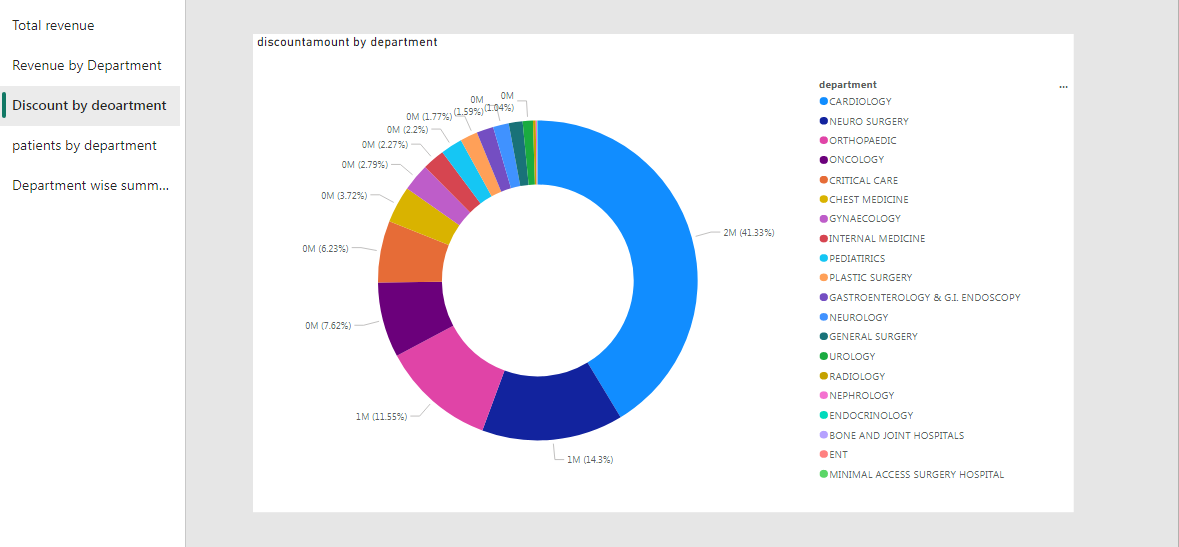 Total revenue
Revenue by Department
Discount by deoartment
patients by department
Department wise summ...
discountamount by department
department
...
CARDIOLOGY
NEURO SURGERY
ORTHOPAEDIC
ONCOLOGY
CRITICAL CARE
CHEST MEDICINE
GYNAECOLOGY
INTERNAL MEDICINE
PEDIATIRICS
PLASTIC SURGERY
GASTROENTEROLOGY & G.I. ENDOSCOPY
NEUROLOGY
GENERAL SURGERY
UROLOGY
RADIOLOGY
NEPHROLOGY
ENDOCRINOLOGY
BONE AND JOINT HOSPITALS
ENT
MINIMAL ACCESS SURGERY HOSPITAL
2M (41.33%)
1M (14.3%)
1M (11.55%)
0M (7.62%)
0M (6.23%)
0M (3.72%)
0M (2.79%)
0M (2.27%)
0M (2.2%)
0M (1.77%)
0M
(1.59%)
0M
(1.04%)